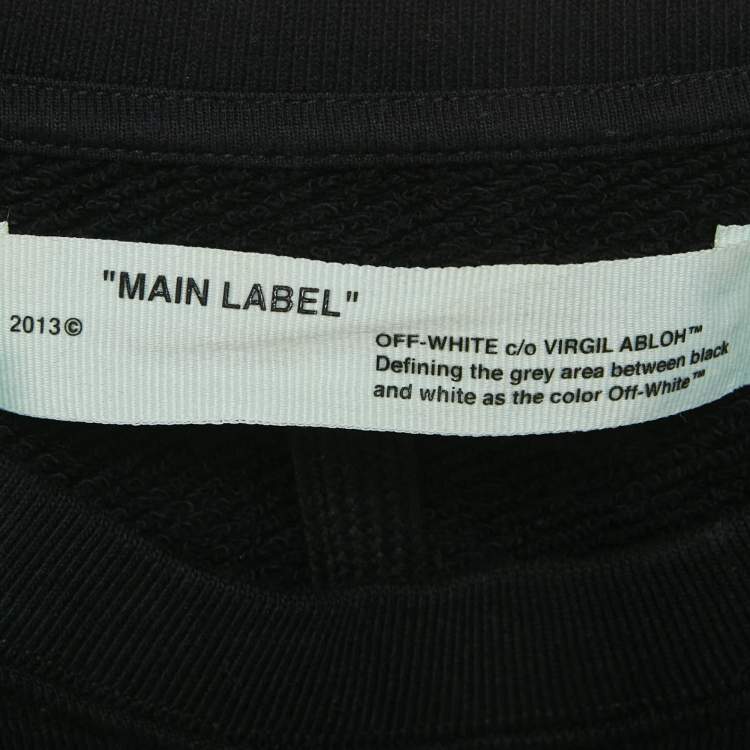 "MAIN LABEL"
2013©
OFF-WHITE c/o VIRGIL ABLOH™
Defining the grey area between black
and white as the color Off-White™